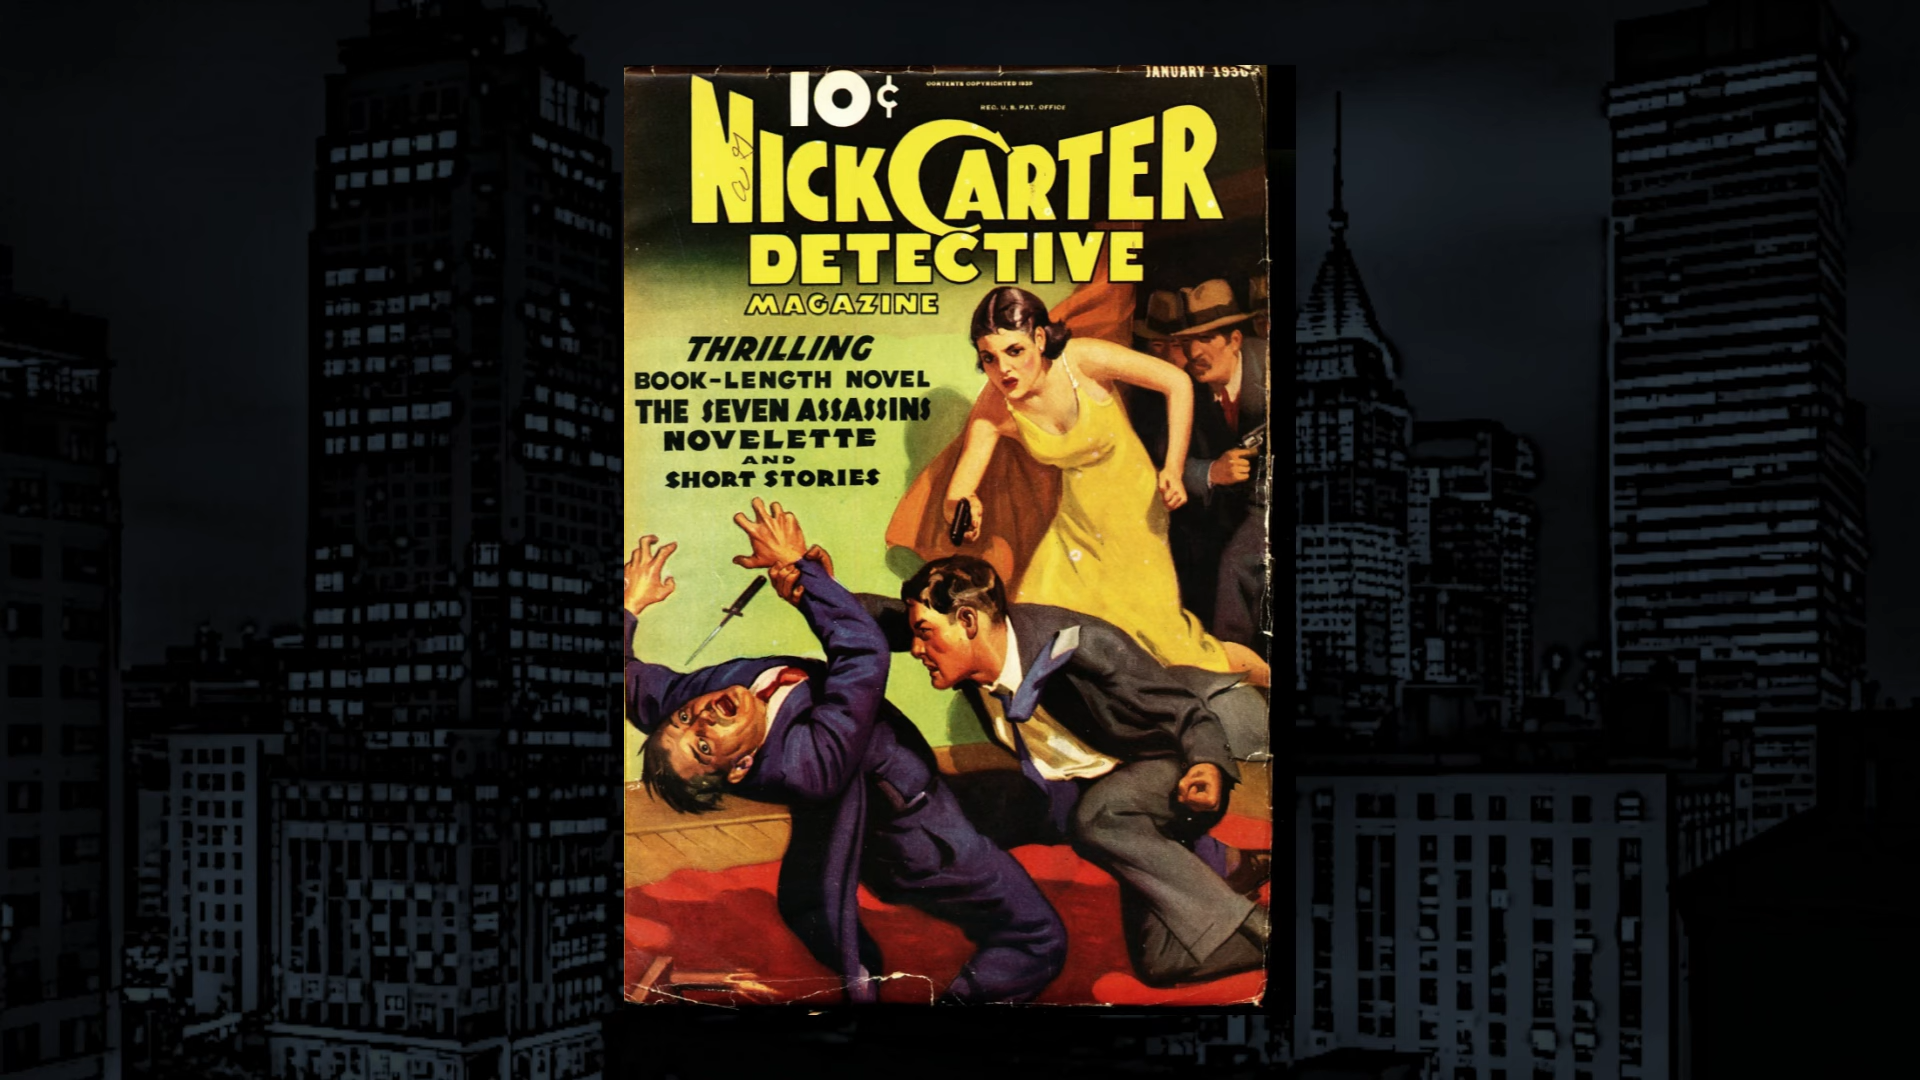 JANUARY 1936
10¢
CONTENTS COPYRIGHTED 1935
REG. U. S. PAT. OFFICE
NICK CARTER
DETECTIVE
MAGAZINE
THRILLING
BOOK-LENGTH NOVEL
THE SEVEN ASSASSINS
NOVELETTE
AND
SHORT STORIES